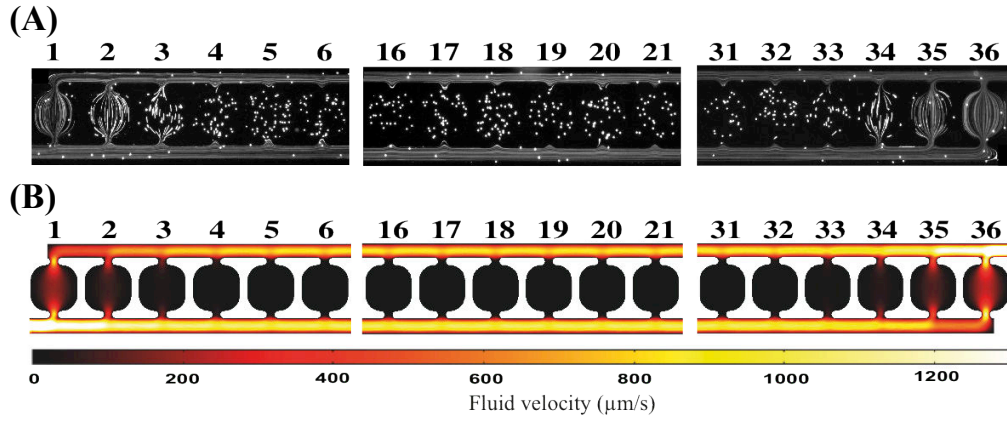 (A)
1 2 3 4 5 6 16 17 18 19 20 21 31 32 33 34 35 36
(B)
1 2 3 4 5 6 16 17 18 19 20 21 31 32 33 34 35 36
0 200 400 600 800 1000 1200
Fluid velocity (µm/s)